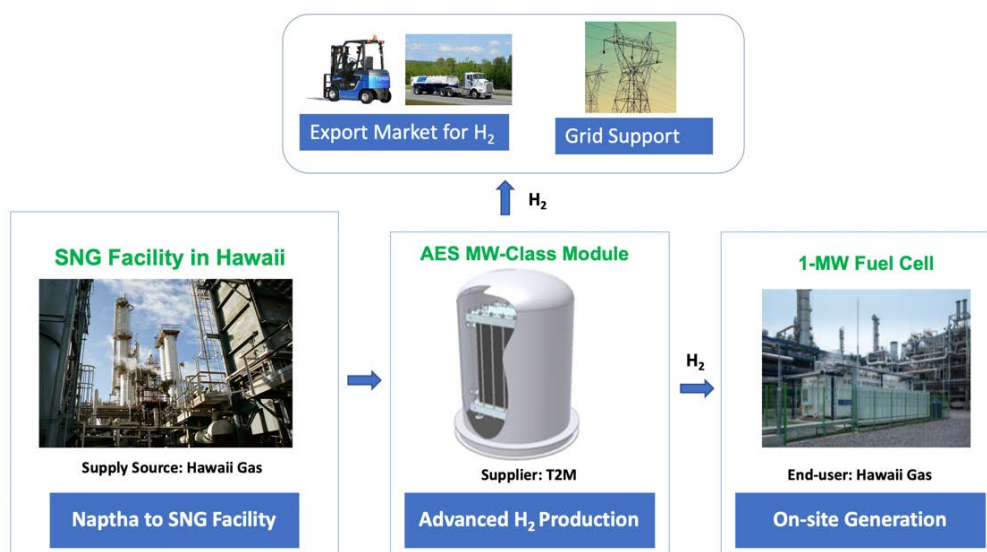 Export Market for H₂
Grid Support
H₂
SNG Facility in Hawaii
Supply Source: Hawaii Gas
Naptha to SNG Facility
AES MW-Class Module
Supplier: T2M
Advanced H₂ Production
H₂
1-MW Fuel Cell
End-user: Hawaii Gas
On-site Generation